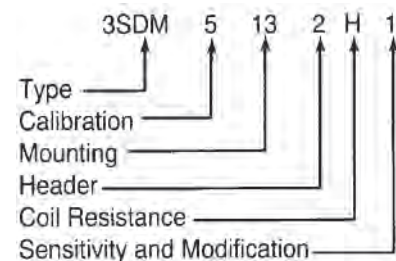 3SDM 5 13 2 H 1
Type
Calibration
Mounting
Header
Coil Resistance
Sensitivity and Modification